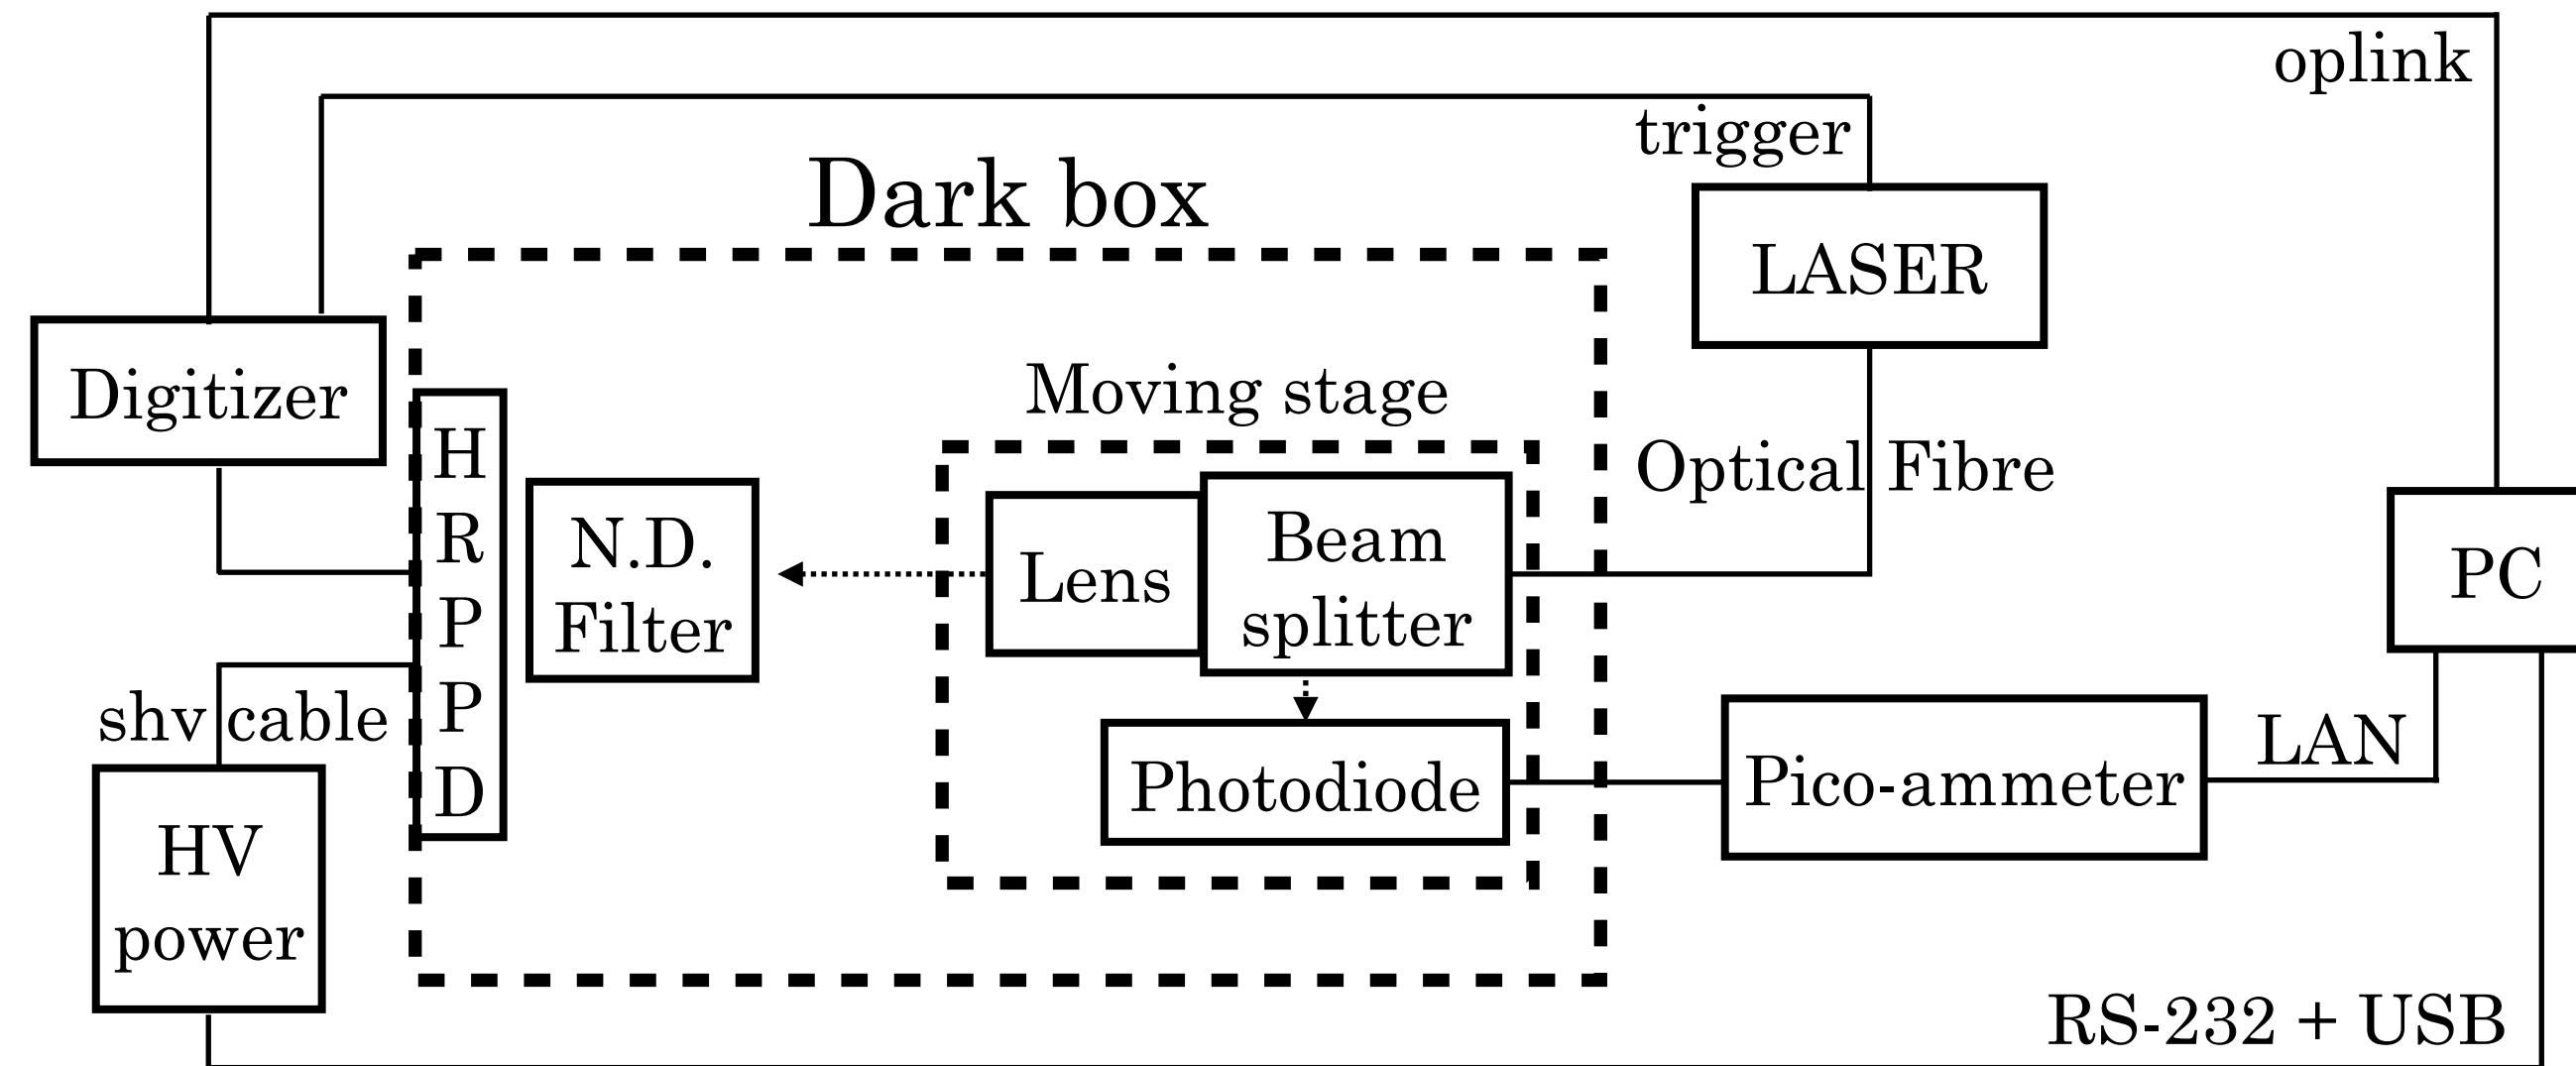 oplink
trigger
Dark box
LASER
Digitizer
Moving stage
Optical Fibre
H
R
P
P
D
N.D.
Filter
Lens
Beam
splitter
PC
shv cable
Photodiode
Pico-ammeter
LAN
HV
power
RS-232 + USB